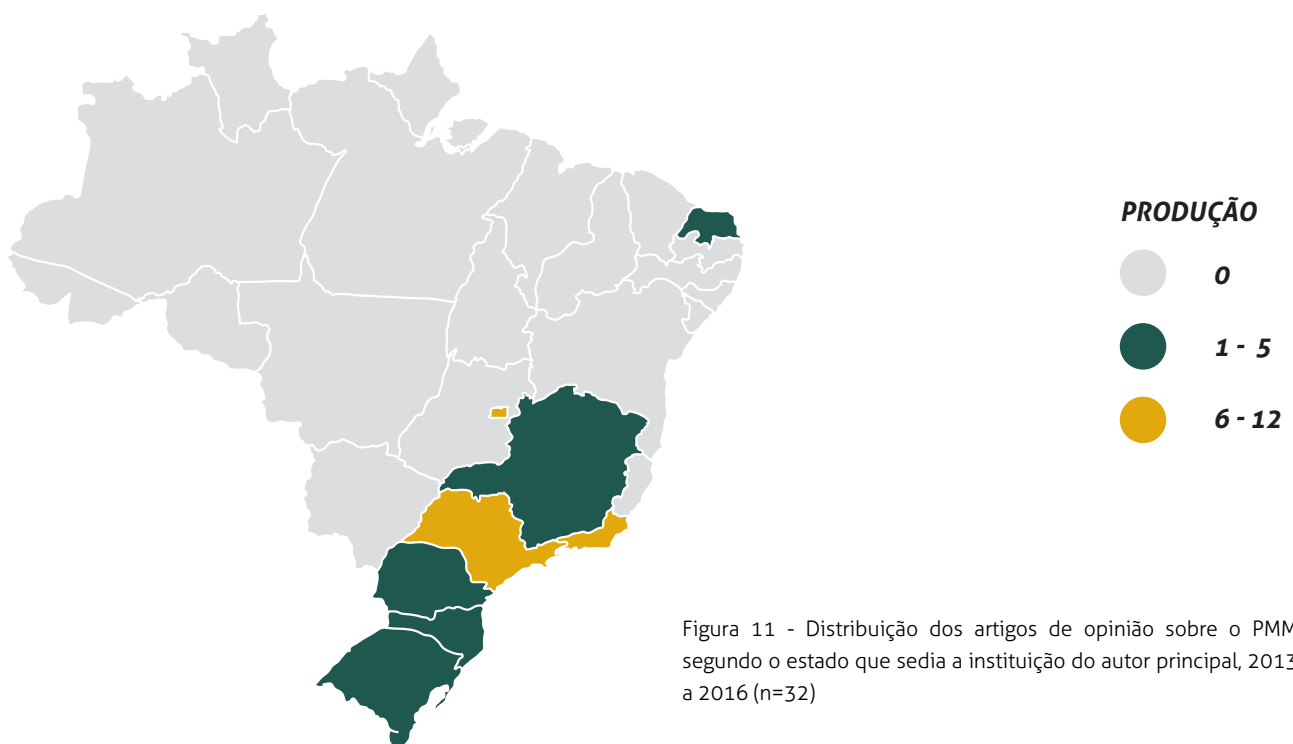 PRODUÇÃO
0
1 - 5
6 - 12
Figura 11 - Distribuição dos artigos de opinião sobre o PMM
segundo o estado que sedia a instituição do autor principal, 2013
a 2016 (n=32)